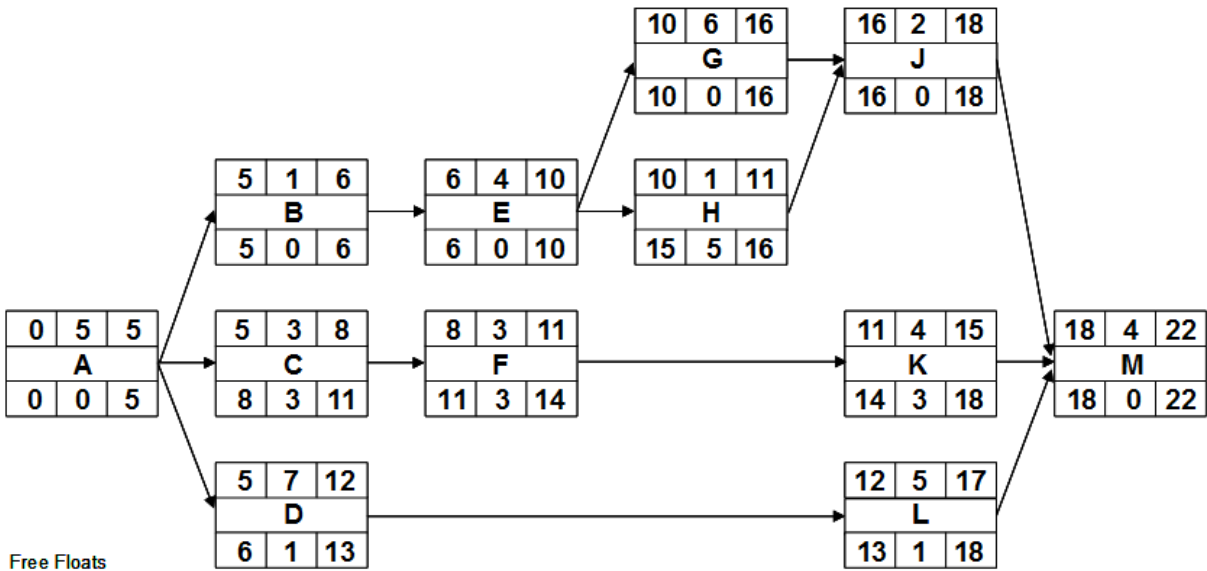 10 6 16
G
10 0 16
16 2 18
J
16 0 18
5 1 6
B
5 0 6
6 4 10
E
6 0 10
10 1 11
H
15 5 16
0 5 5
A
0 0 5
5 3 8
C
8 3 11
8 3 11
F
11 3 14
11 4 15
K
14 3 18
18 4 22
M
18 0 22
5 7 12
D
6 1 13
12 5 17
L
13 1 18
Free Floats